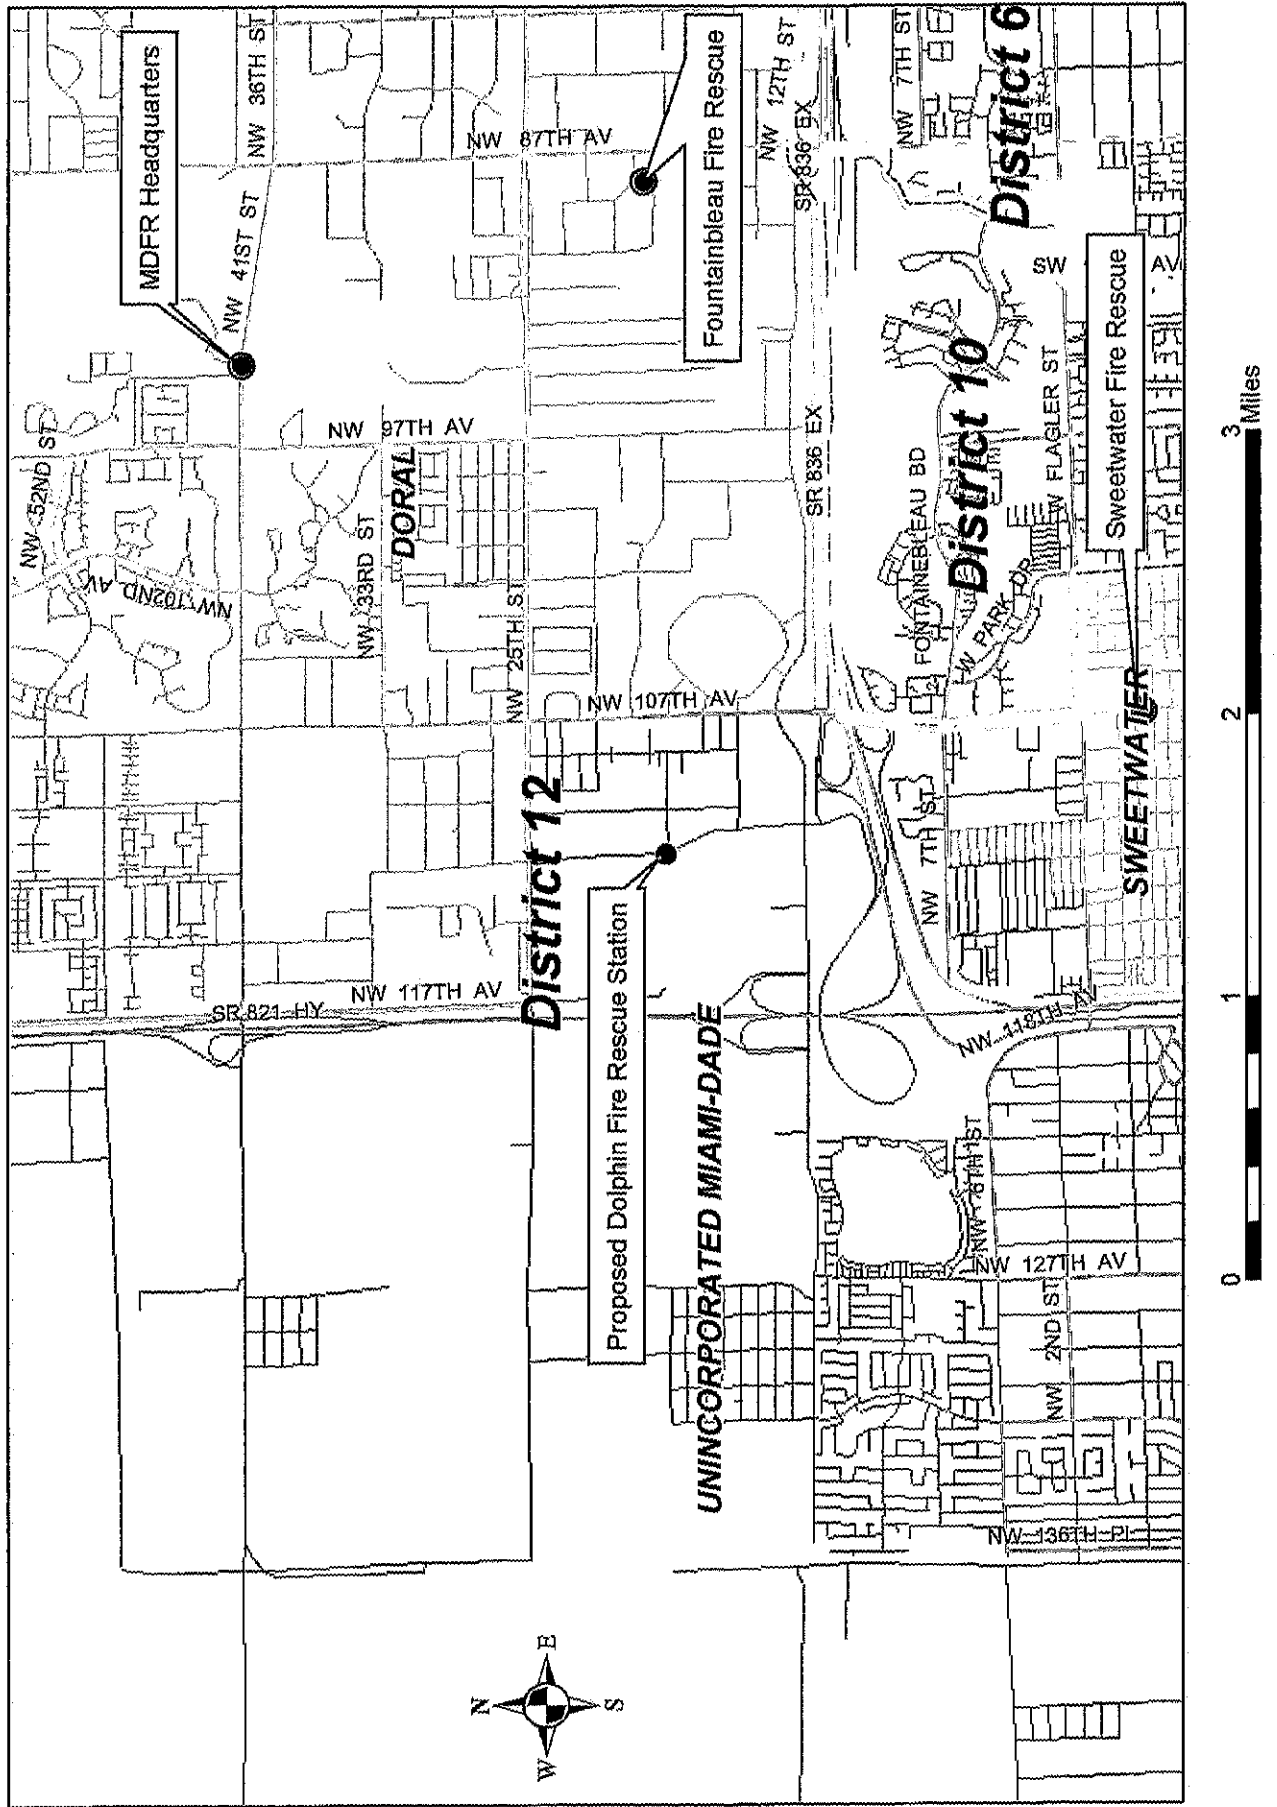 MDFR Headquarters
NW 36TH ST
NW 41ST ST
NW 52ND ST
NW 102ND AV
NW 33RD ST
NW 97TH AV
DORAL
NW 87TH AV
Fountainbleau Fire Rescue
NW 12TH ST
SR 836 EX
NW 7TH ST
District 6
NW 25TH ST
NW 107TH AV
SR 836 EX
FONTAINEBLEAU BD
District 10
W FLAGLER ST
SW
AV
W PARK DR
Sweetwater Fire Rescue
SWEETWATER
NW 7TH ST
District 12
Proposed Dolphin Fire Rescue Station
SR 821 HY
NW 117TH AV
UNINCORPORATED MIAMI-DADE
NW 118TH AV
NW 6TH ST
NW 127TH AV
NW 2ND ST
NW 136TH PL
N
W
E
S
0
1
2
3
Miles